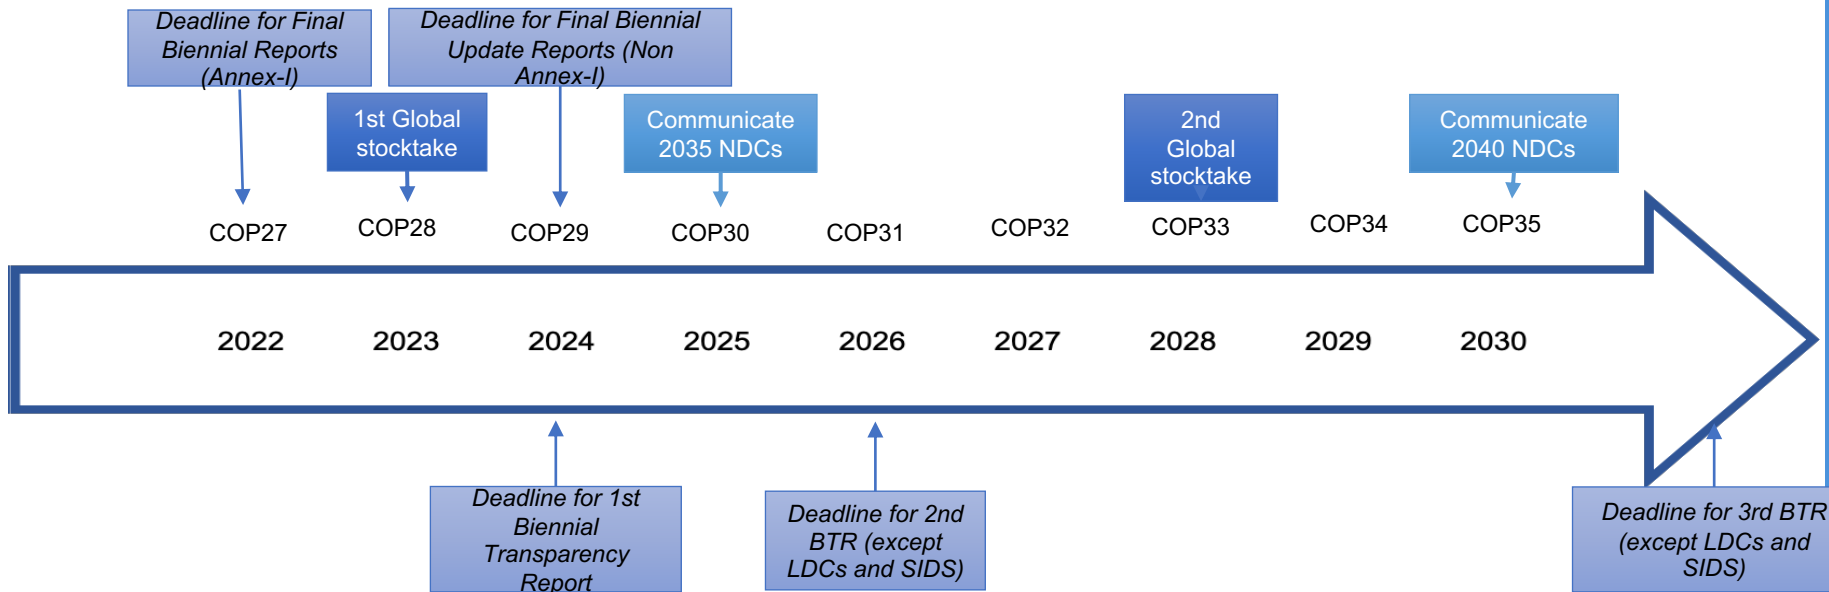 Deadline for Final
Biennial Reports
(Annex-I)
Deadline for Final Biennial
Update Reports (Non
Annex-I)
1st Global
stocktake
Communicate
2035 NDCs
2nd
Global
stocktake
Communicate
2040 NDCs
COP27
COP28
COP29
COP30
COP31
COP32
COP33
COP34
COP35
2022
2023
2024
2025
2026
2027
2028
2029
2030
Deadline for 1st
Biennial
Transparency
Report
Deadline for 2nd
BTR (except
LDCs and SIDS)
Deadline for 3rd BTR
(except LDCs and
SIDS)